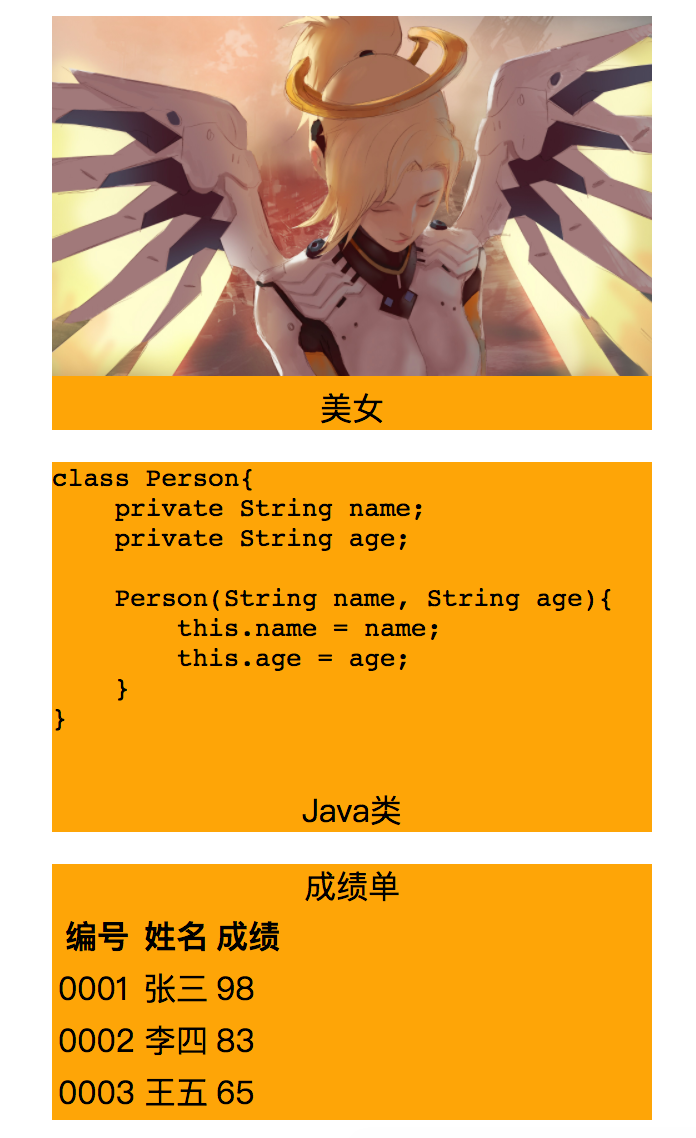 美女
class Person{
    private String name;
    private String age;

    Person(String name, String age){
        this.name = name;
        this.age = age;
    }
}
Java类
成绩单
编号 姓名 成绩
0001 张三 98
0002 李四 83
0003 王五 65